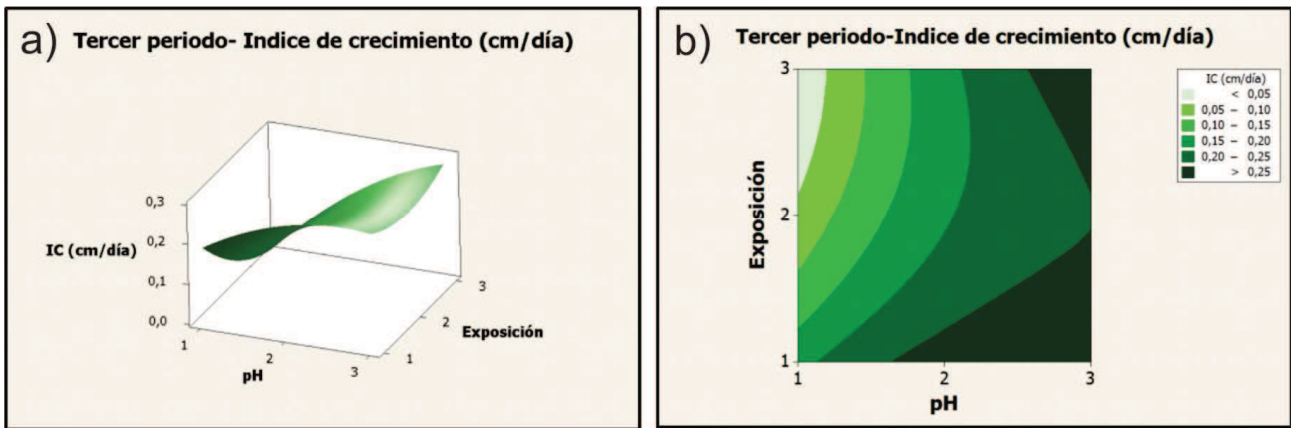 a)
Tercer periodo- Indice de crecimiento (cm/día)
0,3
0,2
0,1
0,0
IC (cm/día)
1
2
3
pH
1
2
3
Exposición
b)
Tercer periodo-Indice de crecimiento (cm/día)
3
2
1
Exposición
1
2
3
pH
IC (cm/día)
< 0,05
0,05 – 0,10
0,10 – 0,15
0,15 – 0,20
0,20 – 0,25
> 0,25